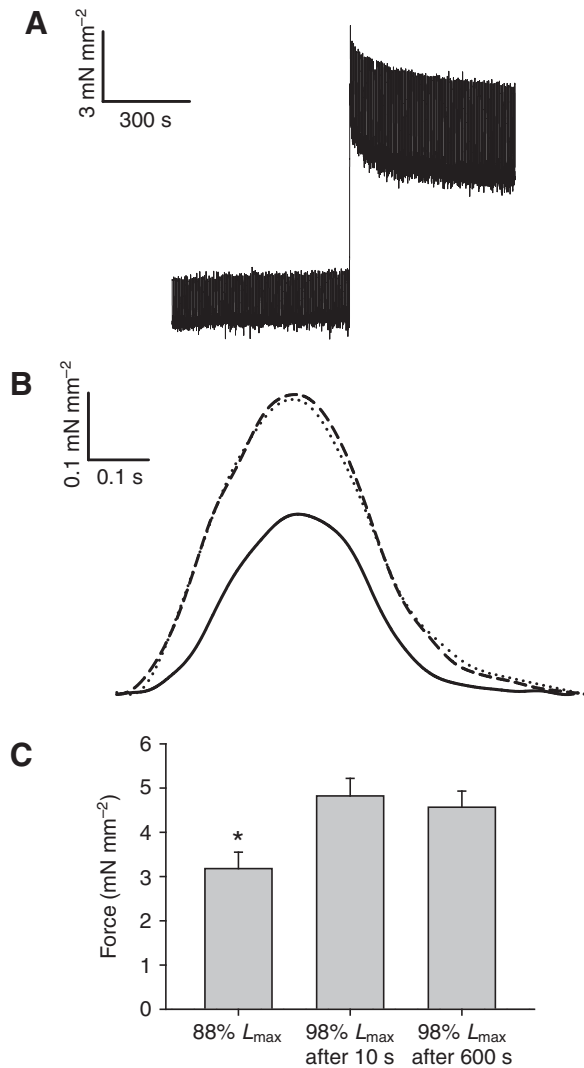 A
3 mN mm⁻²
300 s
B
0.1 mN mm⁻²
0.1 s
C
Force (mN mm⁻²)
6
5
4
3
2
1
0
*
88% Lmax
98% Lmax
after 10 s
98% Lmax
after 600 s